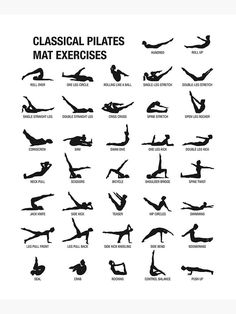 CLASSICAL PILATES
MAT EXERCISES
HUNDRED ROLL UP
ROLL OVER ONE LEG CIRCLE ROLLING LIKE A BALL SINGLE LEG STRETCH DOUBLE LEG STRETCH
SINGLE STRAIGHT LEG DOUBLE STRAIGHT LEG CRISS CROSS SPINE STRETCH OPEN LEG ROCKER
CORKSCREW SAW SWAN DIVE ONE LEG KICK DOUBLE LEG KICK
NECK PULL SCISSORS BICYCLE SHOULDER BRIDGE SPINE TWIST
JACK KNIFE SIDE KICK TEASER HIP CIRCLES SWIMMING
LEG PULL FRONT LEG PULL BACK SIDE KICK KNEELING SIDE BEND BOOMERANG
SEAL CRAB ROCKING CONTROL BALANCE PUSH UP